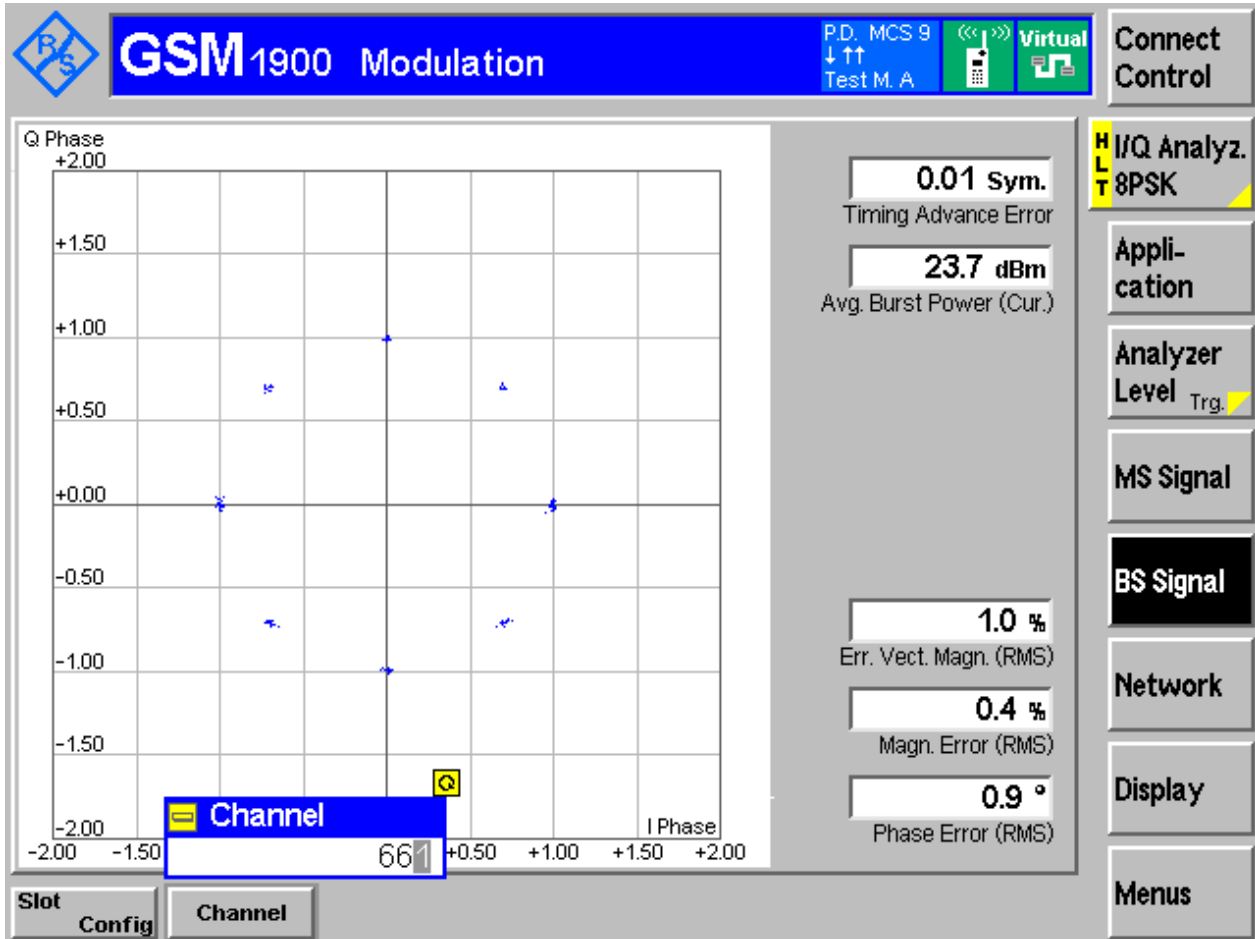 R/S
GSM 1900 Modulation
P.D. MCS 9
↓ ↑↑
Test M. A
Virtual
Connect
Control
Q Phase
+2.00
+1.50
+1.00
+0.50
+0.00
-0.50
-1.00
-1.50
-2.00
I Phase
-2.00 -1.50 +0.50 +1.00 +1.50 +2.00
Q
Channel
661
0.01 Sym.
Timing Advance Error
23.7 dBm
Avg. Burst Power (Cur.)
1.0 %
Err. Vect. Magn. (RMS)
0.4 %
Magn. Error (RMS)
0.9 °
Phase Error (RMS)
HLT
I/Q Analyz.
8PSK
Appli-
cation
Analyzer
Level Trg.
MS Signal
BS Signal
Network
Display
Menus
Slot
Config
Channel